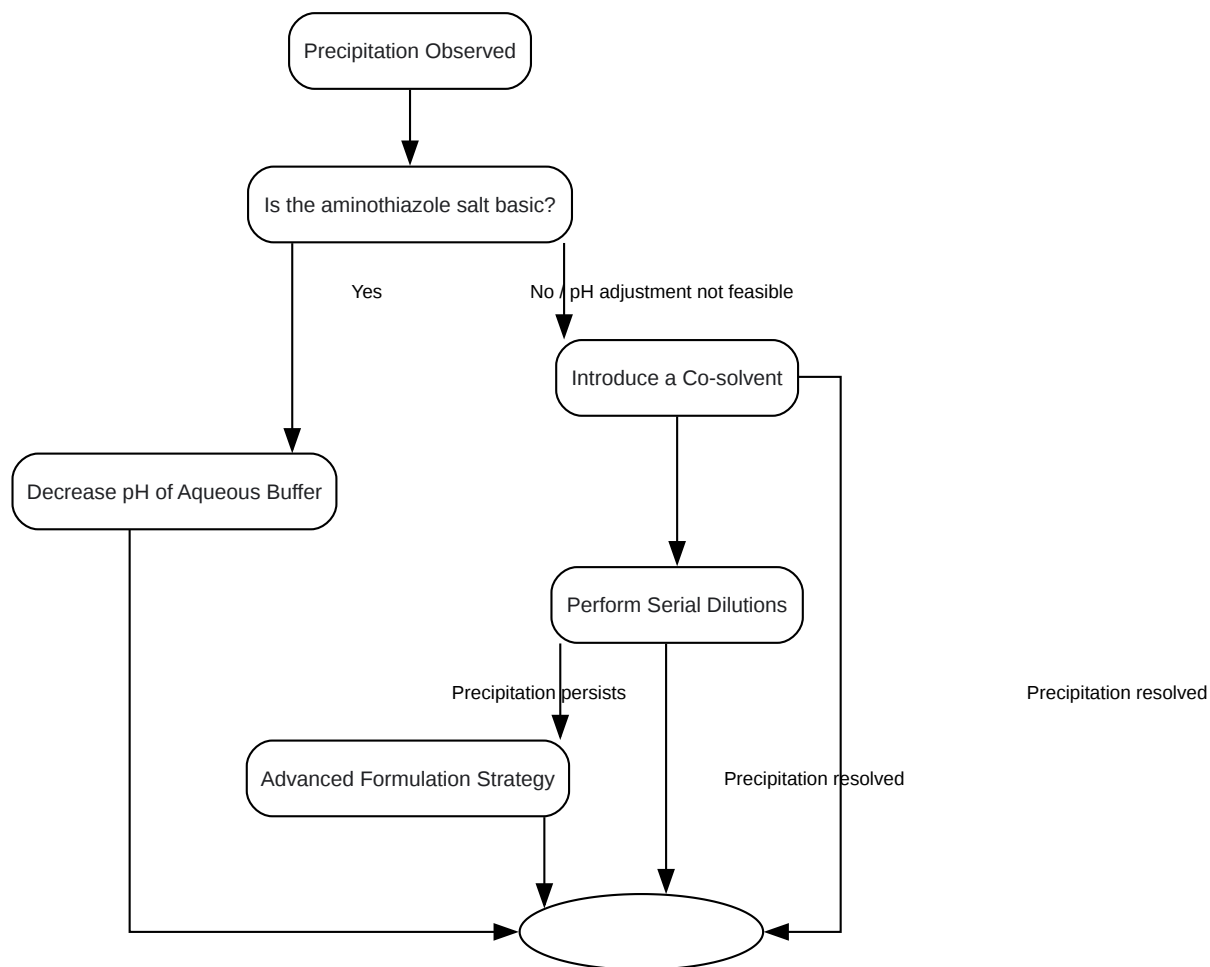 Precipitation Observed
Is the aminothiazole salt basic?
Yes
No / pH adjustment not feasible
Introduce a Co-solvent
Decrease pH of Aqueous Buffer
Perform Serial Dilutions
Precipitation persists
Precipitation resolved
Advanced Formulation Strategy
Precipitation resolved